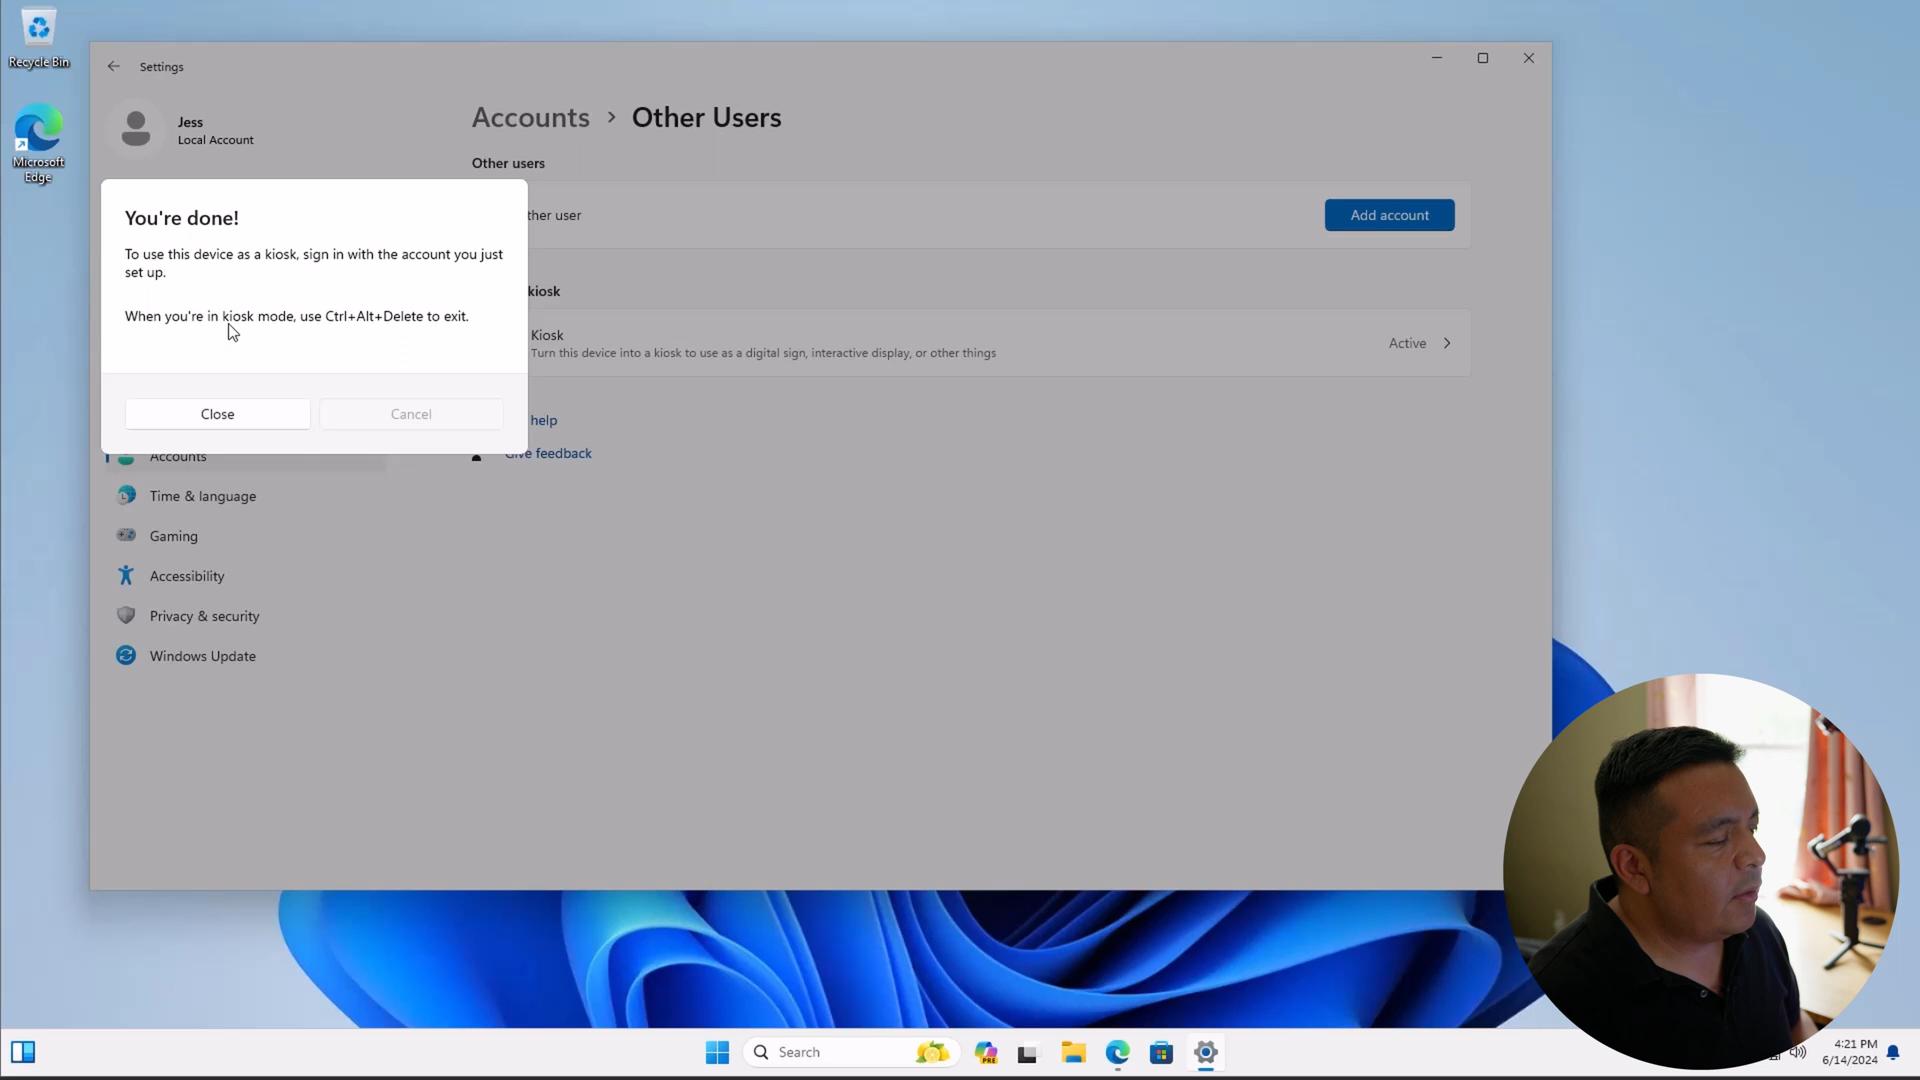 Recycle Bin
Microsoft
Edge
Settings
Jess
Local Account
Accounts > Other Users
Other users
ther user
Add account
You're done!
To use this device as a kiosk, sign in with the account you just
set up.
When you're in kiosk mode, use Ctrl+Alt+Delete to exit.
Close
Cancel
kiosk
Kiosk
Turn this device into a kiosk to use as a digital sign, interactive display, or other things
Active
help
Give feedback
Accounts
Time & language
Gaming
Accessibility
Privacy & security
Windows Update
Search
PRE
4:21 PM
6/14/2024